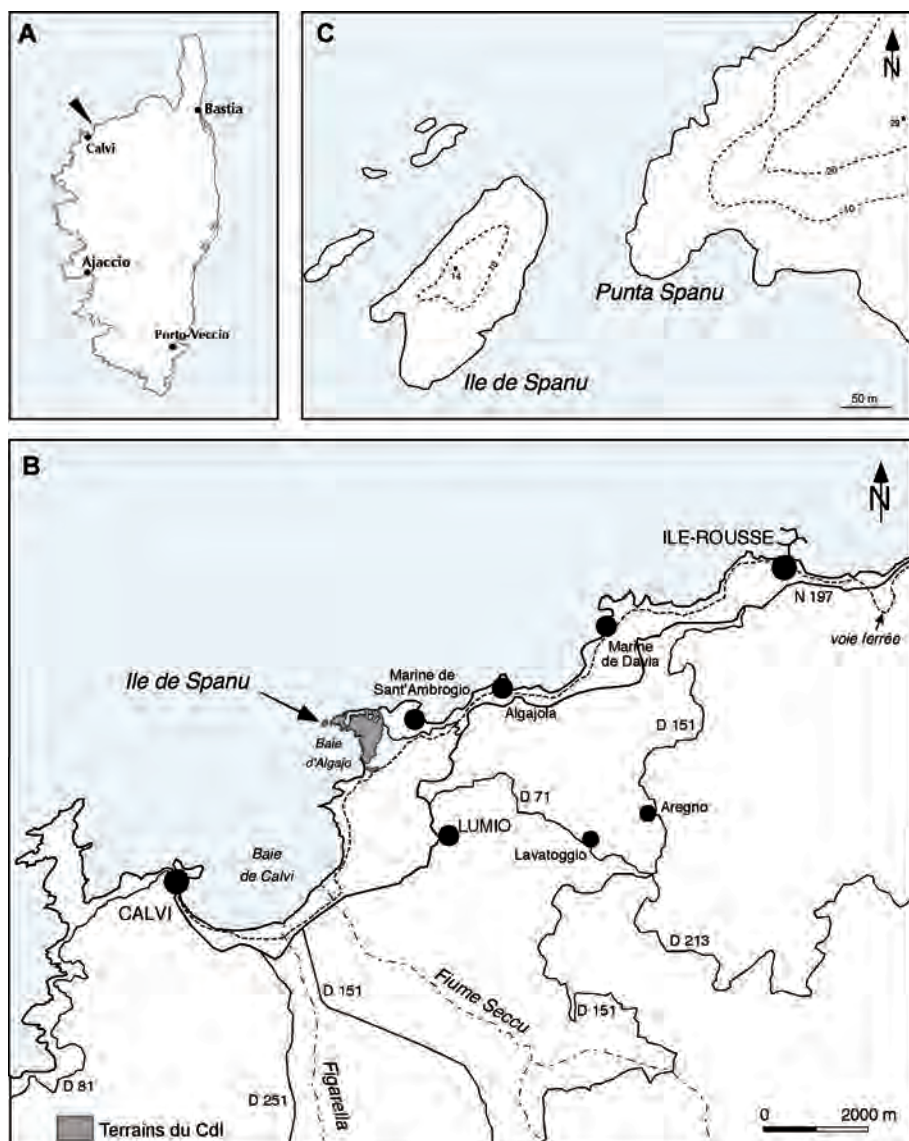 A
Bastia
Calvi
Ajaccio
Porto-Veccio
C
N
29
20
10
10
14
Punta Spanu
Ile de Spanu
50 m
B
N
ILE-ROUSSE
N 197
voie ferrée
Marine
de Davia
Marine de
Sant'Ambrogio
Ile de Spanu
Algajola
D 151
Baie
d'Algajo
D 71
Aregno
LUMIO
Lavatoggio
Baie
de Calvi
CALVI
D 213
D 151
Fiume Seccu
D 151
Figarella
D 81
D 251
Terrains du Cdl
0 2000 m